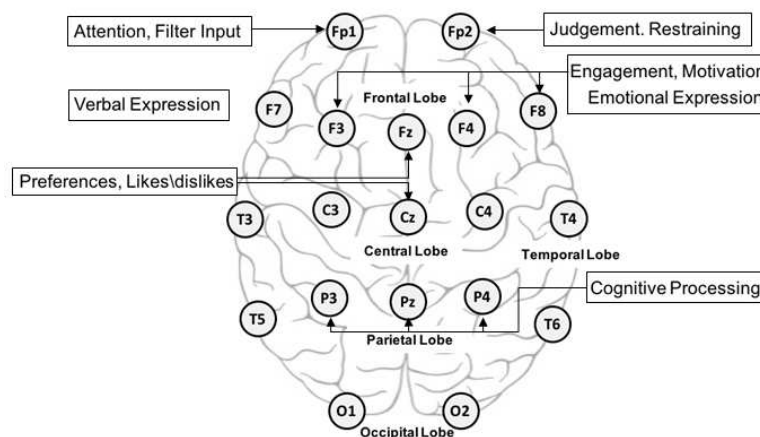 Attention, Filter Input
Fp1
Fp2
Judgement. Restraining
Engagement, Motivation
Emotional Expression
Verbal Expression
Frontal Lobe
F7
F3
Fz
F4
F8
Preferences, Likes\dislikes
T3
C3
Cz
C4
T4
Central Lobe
Temporal Lobe
Cognitive Processing
P3
Pz
P4
T5
T6
Parietal Lobe
O1
O2
Occipital Lobe